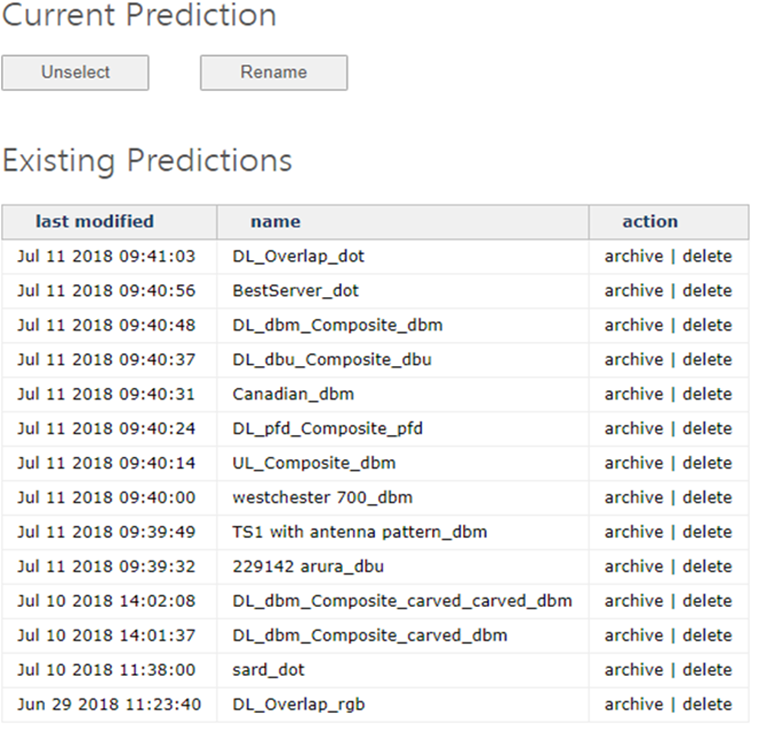 Current Prediction
Unselect Rename
Existing Predictions
last modified name action
Jul 11 2018 09:41:03 DL_Overlap_dot archive | delete
Jul 11 2018 09:40:56 BestServer_dot archive | delete
Jul 11 2018 09:40:48 DL_dbm_Composite_dbm archive | delete
Jul 11 2018 09:40:37 DL_dbu_Composite_dbu archive | delete
Jul 11 2018 09:40:31 Canadian_dbm archive | delete
Jul 11 2018 09:40:24 DL_pfd_Composite_pfd archive | delete
Jul 11 2018 09:40:14 UL_Composite_dbm archive | delete
Jul 11 2018 09:40:00 westchester 700_dbm archive | delete
Jul 11 2018 09:39:49 TS1 with antenna pattern_dbm archive | delete
Jul 11 2018 09:39:32 229142 arura_dbu archive | delete
Jul 10 2018 14:02:08 DL_dbm_Composite_carved_carved_dbm archive | delete
Jul 10 2018 14:01:37 DL_dbm_Composite_carved_dbm archive | delete
Jul 10 2018 11:38:00 sard_dot archive | delete
Jun 29 2018 11:23:40 DL_Overlap_rgb archive | delete